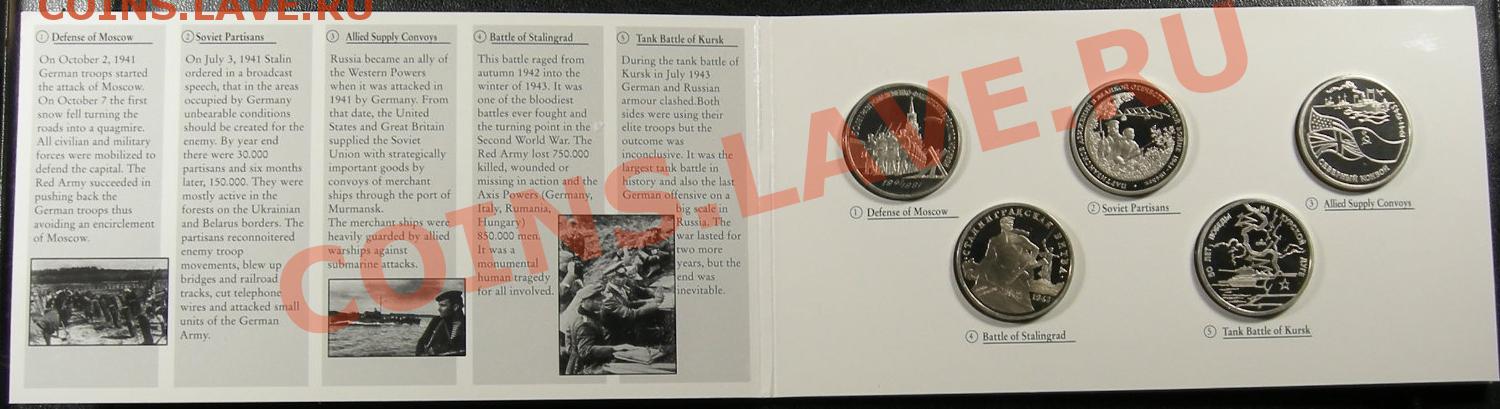 COINS.LAVE.RU
① Defense of Moscow
On October 2, 1941
German troops started
the attack of Moscow.
On October 7 the first
snow fell turning the
roads into a quagmire.
All civilian and military
forces were mobilized to
defend the capital. The
Red Army succeeded in
pushing back the
German troops thus
avoiding an encirclement
of Moscow.
② Soviet Partisans
On July 3, 1941 Stalin
ordered in a broadcast
speech, that in the areas
occupied by Germany
unbearable conditions
should be created for the
enemy. By year end
there were 30.000
partisans and six months
later, 150.000. They were
mostly active in the
forests on the Ukrainian
and Belarus borders. The
partisans reconnoitered
enemy troop
movements, blew up
bridges and railroad
tracks, cut telephone
wires and attacked small
units of the German
Army.
③ Allied Supply Convoys
Russia became an ally of
the Western Powers
when it was attacked in
1941 by Germany. From
that date, the United
States and Great Britain
supplied the Soviet
Union with strategically
important goods by
convoys of merchant
ships through the port of
Murmansk.
The merchant ships were
heavily guarded by allied
warships against
submarine attacks.
④ Battle of Stalingrad
This battle raged from
autumn 1942 into the
winter of 1943. It was
one of the bloodiest
battles ever fought and
the turning point in the
Second World War. The
Red Army lost 750.000
killed, wounded or
missing in action and the
Axis Powers (Germany,
Italy, Rumania,
Hungary)
850.000 men.
It was a
monumental
human tragedy
for all involved.
⑤ Tank Battle of Kursk
During the tank battle of
Kursk in July 1943
German and Russian
armour clashed.Both
sides were using their
elite troops but the
outcome was
inconclusive. It was the
largest tank battle in
history and also the last
German offensive on a
big scale in
Russia. The
war lasted for
two more
years, but the
end was
inevitable.
① Defense of Moscow
② Soviet Partisans
СЕВЕРНЫЙ КОНВОЙ
1941-1945
③ Allied Supply Convoys
СТАЛИНГРАДСКАЯ БИТВА
1943
④ Battle of Stalingrad
50 ЛЕТ ПОБЕДЫ НА КУРСКОЙ ДУГЕ
⑤ Tank Battle of Kursk
COINS.LAVE.RU